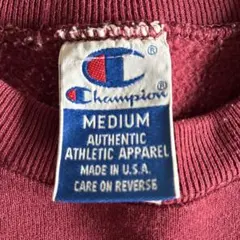 ®
Champion®
MEDIUM
AUTHENTIC
ATHLETIC APPAREL
MADE IN U.S.A.
CARE ON REVERSE